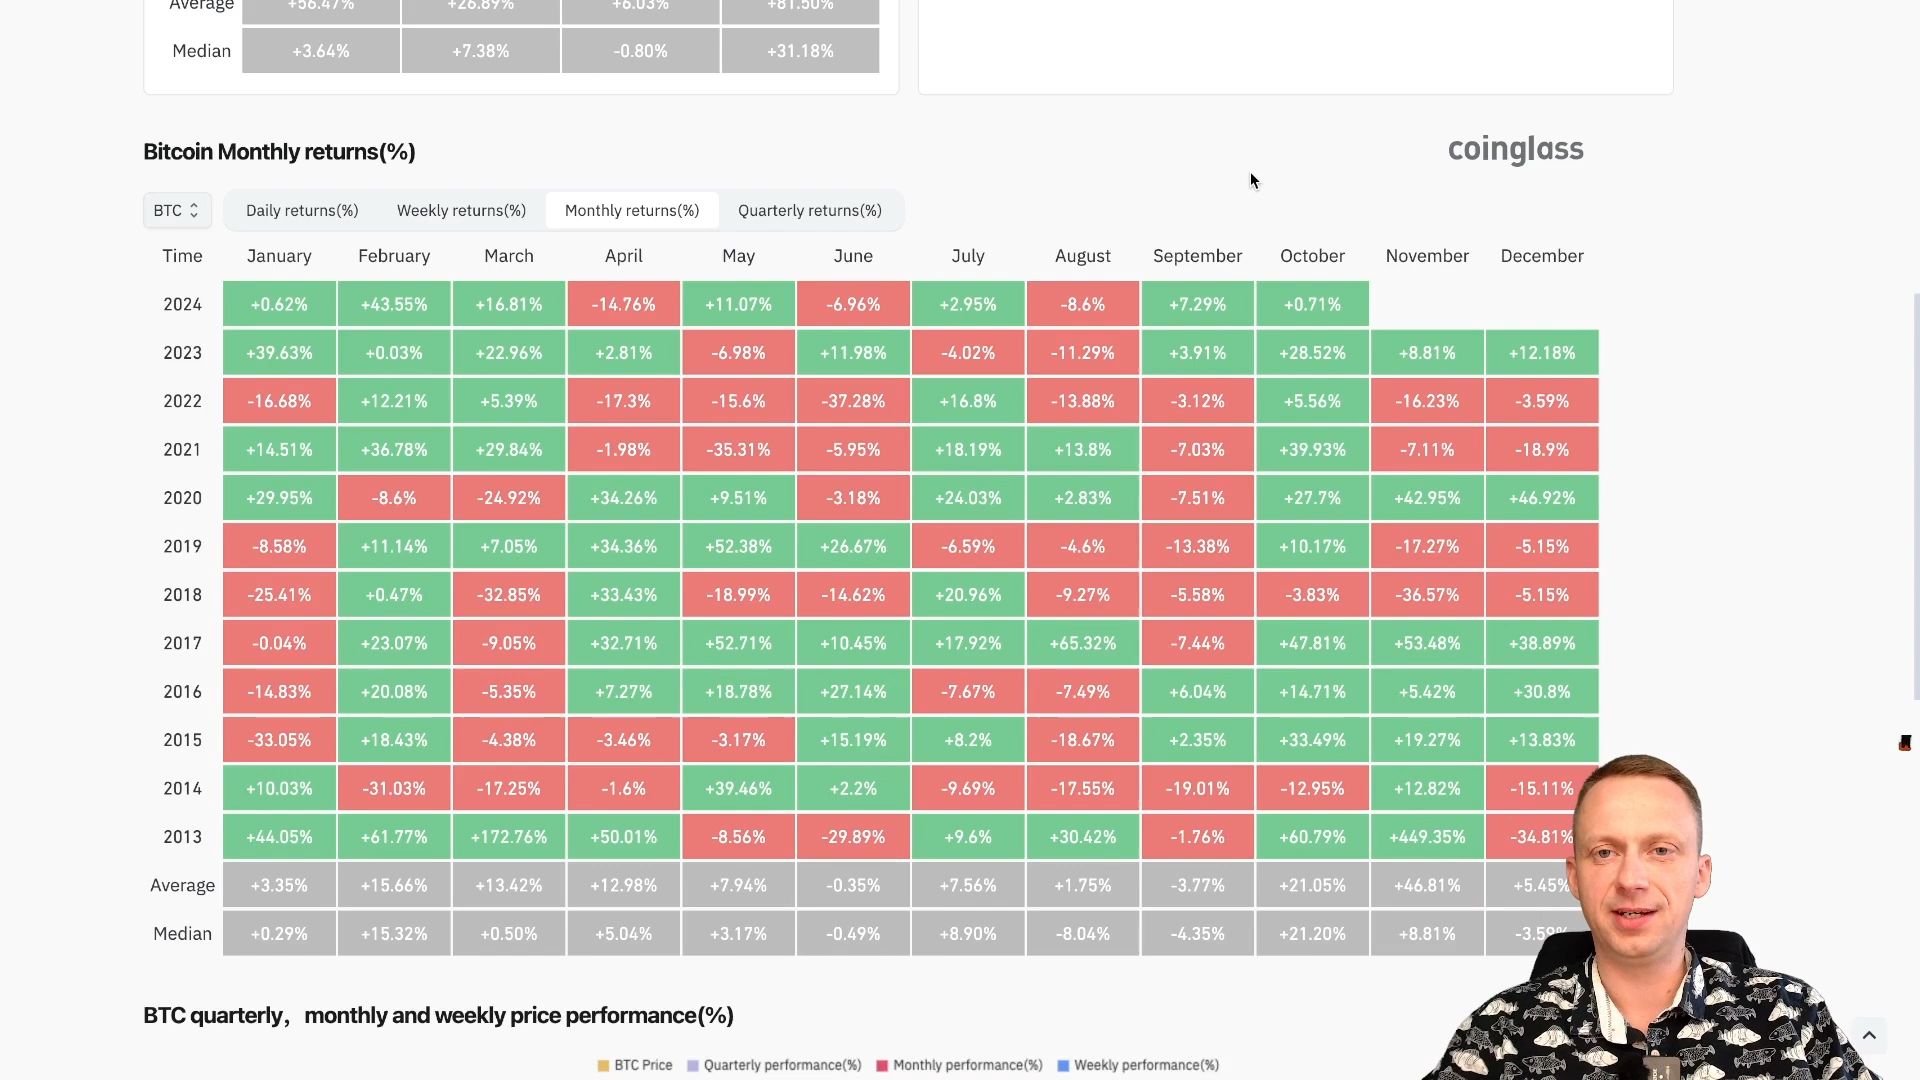 Average +56.47% +26.89% +6.03% +81.50%
Median +3.64% +7.38% -0.80% +31.18%
Bitcoin Monthly returns(%)
coinglass
BTC Daily returns(%) Weekly returns(%) Monthly returns(%) Quarterly returns(%)
Time January February March April May June July August September October November December
2024 +0.62% +43.55% +16.81% -14.76% +11.07% -6.96% +2.95% -8.6% +7.29% +0.71%
2023 +39.63% +0.03% +22.96% +2.81% -6.98% +11.98% -4.02% -11.29% +3.91% +28.52% +8.81% +12.18%
2022 -16.68% +12.21% +5.39% -17.3% -15.6% -37.28% +16.8% -13.88% -3.12% +5.56% -16.23% -3.59%
2021 +14.51% +36.78% +29.84% -1.98% -35.31% -5.95% +18.19% +13.8% -7.03% +39.93% -7.11% -18.9%
2020 +29.95% -8.6% -24.92% +34.26% +9.51% -3.18% +24.03% +2.83% -7.51% +27.7% +42.95% +46.92%
2019 -8.58% +11.14% +7.05% +34.36% +52.38% +26.67% -6.59% -4.6% -13.38% +10.17% -17.27% -5.15%
2018 -25.41% +0.47% -32.85% +33.43% -18.99% -14.62% +20.96% -9.27% -5.58% -3.83% -36.57% -5.15%
2017 -0.04% +23.07% -9.05% +32.71% +52.71% +10.45% +17.92% +65.32% -7.44% +47.81% +53.48% +38.89%
2016 -14.83% +20.08% -5.35% +7.27% +18.78% +27.14% -7.67% -7.49% +6.04% +14.71% +5.42% +30.8%
2015 -33.05% +18.43% -4.38% -3.46% -3.17% +15.19% +8.2% -18.67% +2.35% +33.49% +19.27% +13.83%
2014 +10.03% -31.03% -17.25% -1.6% +39.46% +2.2% -9.69% -17.55% -19.01% -12.95% +12.82% -15.11%
2013 +44.05% +61.77% +172.76% +50.01% -8.56% -29.89% +9.6% +30.42% -1.76% +60.79% +449.35% -34.81%
Average +3.35% +15.66% +13.42% +12.98% +7.94% -0.35% +7.56% +1.75% -3.77% +21.05% +46.81% +5.45%
Median +0.29% +15.32% +0.50% +5.04% +3.17% -0.49% +8.90% -8.04% -4.35% +21.20% +8.81% -3.59%
BTC quarterly，monthly and weekly price performance(%)
BTC Price Quarterly performance(%) Monthly performance(%) Weekly performance(%)